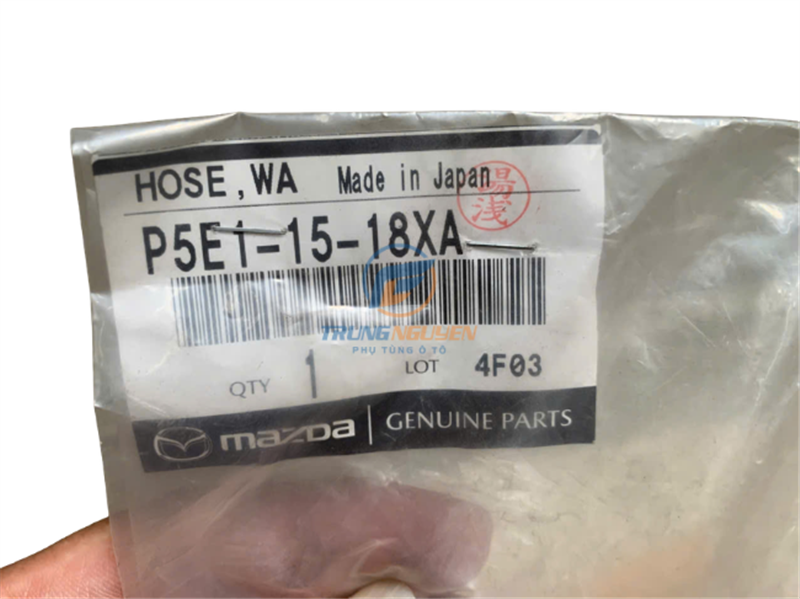 HOSE,WA Made in Japan
湯浅
P5E1-15-18XA
TRUNG NGUYEN
PHỤ TÙNG Ô TÔ
QTY 1 LOT 4F03
mazda GENUINE PARTS